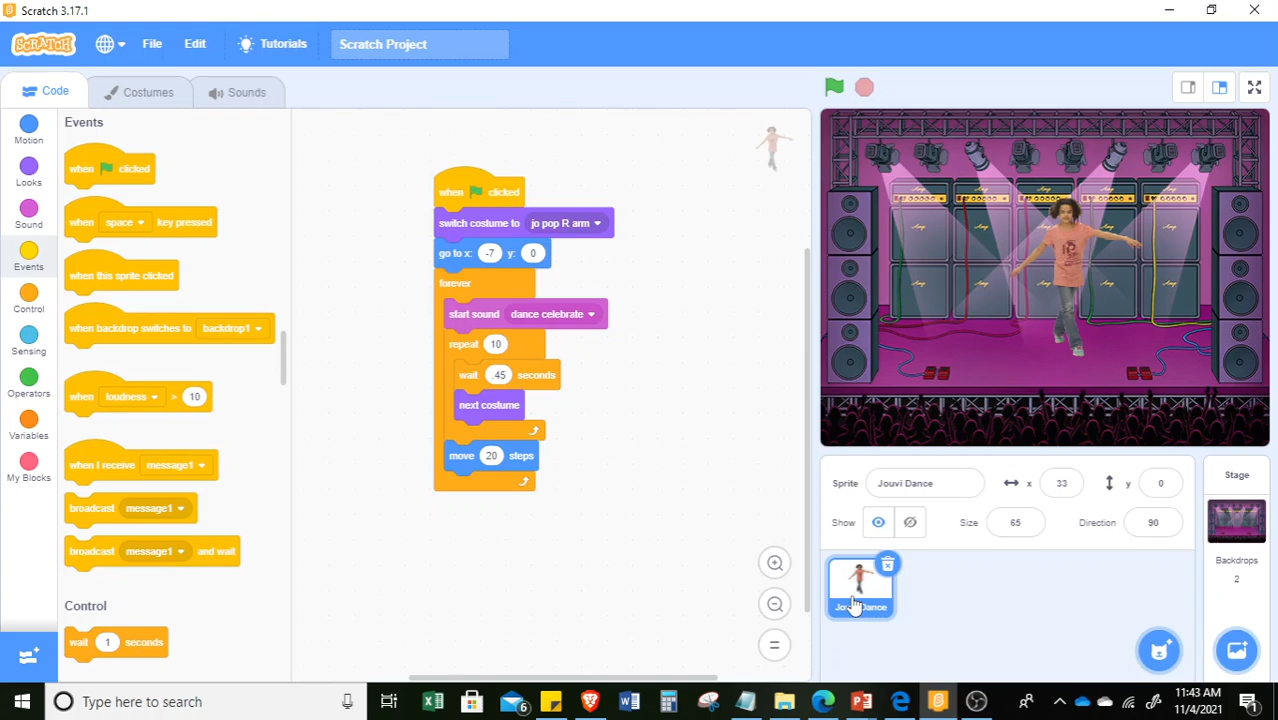 Scratch 3.17.1
SCRATCH File Edit Tutorials Scratch Project
Code Costumes Sounds
Motion
Looks
Sound
Events
Control
Sensing
Operators
Variables
My Blocks
Events
when clicked
when space key pressed
when this sprite clicked
when backdrop switches to backdrop1
when loudness > 10
when I receive message1
broadcast message1
broadcast message1 and wait
Control
wait 1 seconds
when clicked
switch costume to jo pop R arm
go to x: -7 y: 0
forever
start sound dance celebrate
repeat 10
wait .45 seconds
next costume
move 20 steps
Sprite Jouvi Dance x 33 y 0
Show Size 65 Direction 90
Jouvi Dance
Stage
Backdrops
2
Type here to search
6
11:43 AM
11/4/2021
1